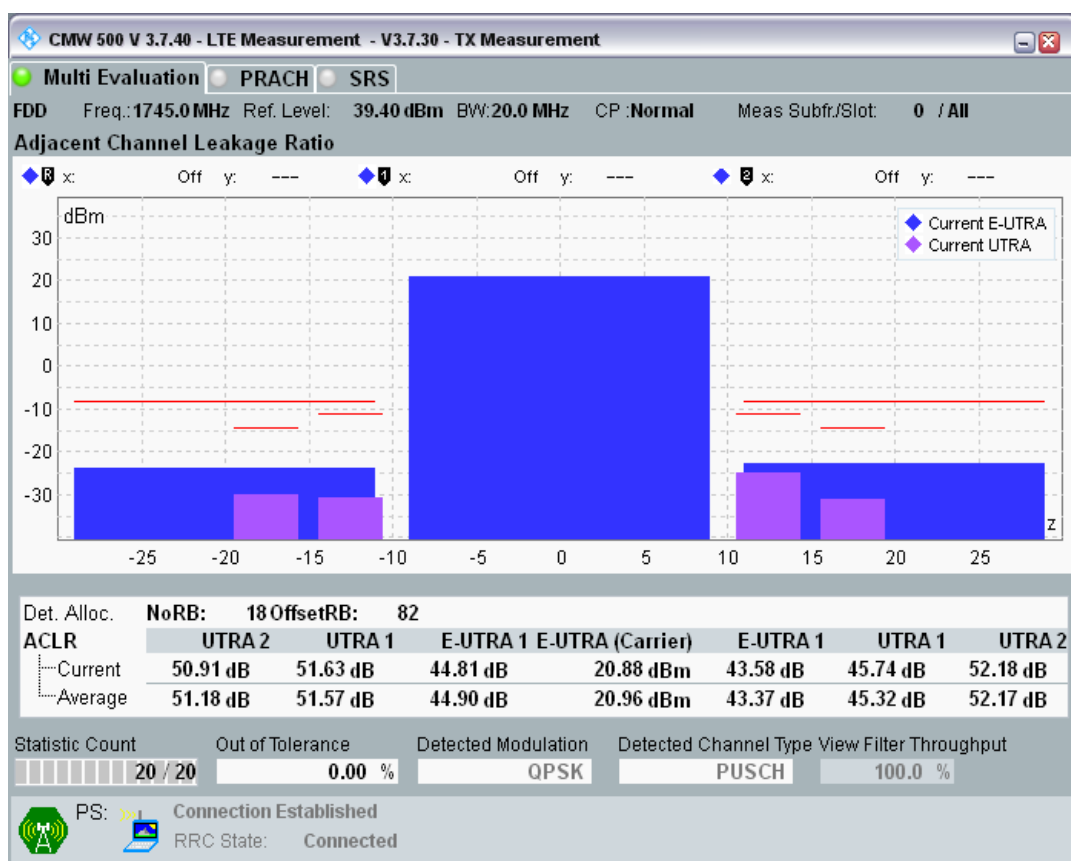 CMW 500 V 3.7.40 - LTE Measurement - V3.7.30 - TX Measurement
Multi Evaluation PRACH SRS
FDD Freq.: 1745.0 MHz Ref. Level: 39.40 dBm BW: 20.0 MHz CP : Normal Meas Subfr./Slot: 0 / All
Adjacent Channel Leakage Ratio
R x: Off y: --- 1 x: Off y: --- 2 x: Off y: ---
dBm
Current E-UTRA
Current UTRA
30
20
10
0
-10
-20
-30
z
-25 -20 -15 -10 -5 0 5 10 15 20 25
Det. Alloc. NoRB: 18 OffsetRB: 82
ACLR UTRA 2 UTRA 1 E-UTRA 1 E-UTRA (Carrier) E-UTRA 1 UTRA 1 UTRA 2
Current 50.91 dB 51.63 dB 44.81 dB 20.88 dBm 43.58 dB 45.74 dB 52.18 dB
Average 51.18 dB 51.57 dB 44.90 dB 20.96 dBm 43.37 dB 45.32 dB 52.17 dB
Statistic Count Out of Tolerance Detected Modulation Detected Channel Type View Filter Throughput
20 / 20 0.00 % QPSK PUSCH 100.0 %
PS: Connection Established
RRC State: Connected